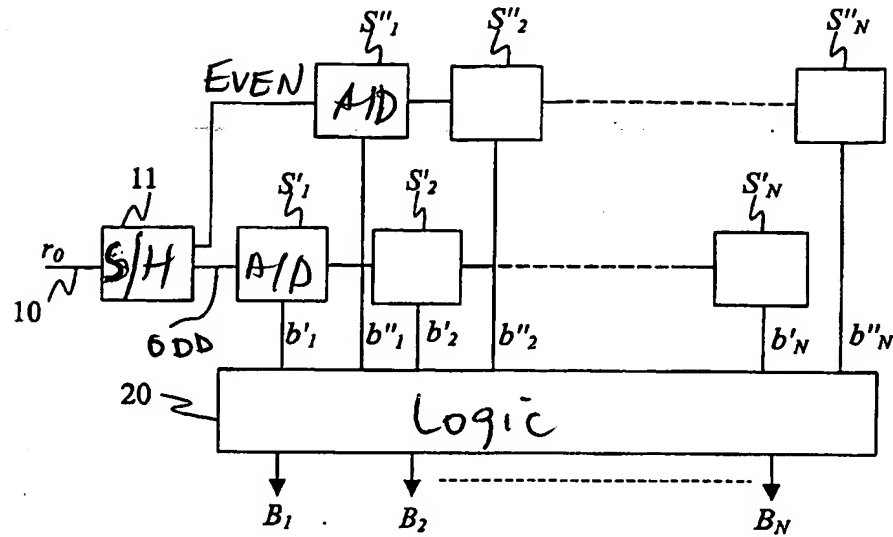 S"1 S"2 S"N
EVEN A/D
11 S'1 S'2 S'N
r0 S/H A/D
10 ODD b'1 b"1 b'2 b"2 b'N b"N
20 Logic
B1 B2 BN